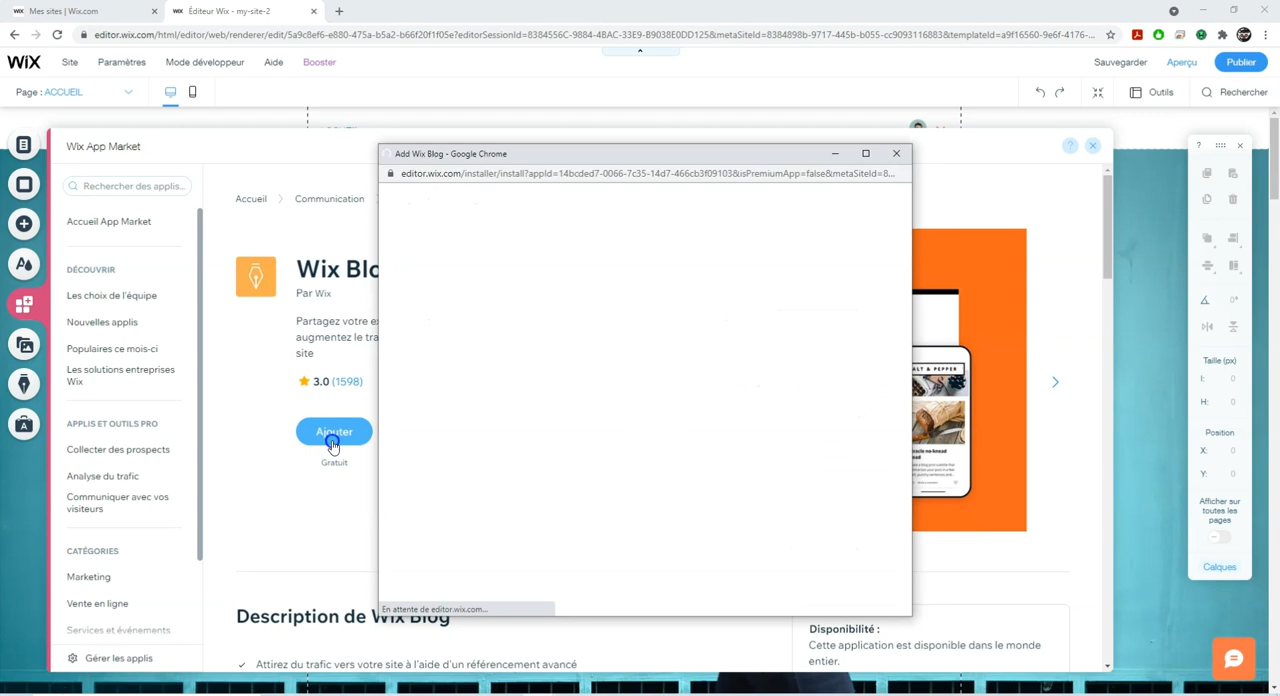 Mes sites | Wix.com
Éditeur Wix - my-site-2
editor.wix.com/html/editor/web/renderer/edit/5a9c8ef6-e880-475a-b5a2-b66f20f1f05e?editorSessionId=8384556C-9884-4BAC-33E9-B9038E0DD125&metaSiteId=8384898b-9717-445b-b055-cc9093116883&templateId=a9f16560-9e6f-4176-...
WiX
Site
Paramètres
Mode développeur
Aide
Booster
Sauvegarder
Aperçu
Publier
Page : ACCUEIL
Outils
Rechercher
Wix App Market
Rechercher des applis...
Accueil App Market
DÉCOUVRIR
Les choix de l'équipe
Nouvelles applis
Populaires ce mois-ci
Les solutions entreprises
Wix
APPLIS ET OUTILS PRO
Collecter des prospects
Analyse du trafic
Communiquer avec vos
visiteurs
CATÉGORIES
Marketing
Vente en ligne
Services et événements
Gérer les applis
Accueil
Communication
Wix Blo
Par Wix
Partagez votre e
augmentez le tra
site
3.0 (1598)
Ajouter
Gratuit
Add Wix Blog - Google Chrome
editor.wix.com/installer/install?appId=14bcded7-0066-7c35-14d7-466cb3f09103&isPremiumApp=false&metaSiteId=8...
En attente de editor.wix.com...
ALT & PEPPER
Description de Wix Blog
Attirez du trafic vers votre site à l'aide d'un référencement avancé
Disponibilité :
Cette application est disponible dans le monde
entier.
?
Taille (px)
l: 0
H: 0
Position
X: 0
Y: 0
0°
Afficher sur
toutes les
pages
Calques